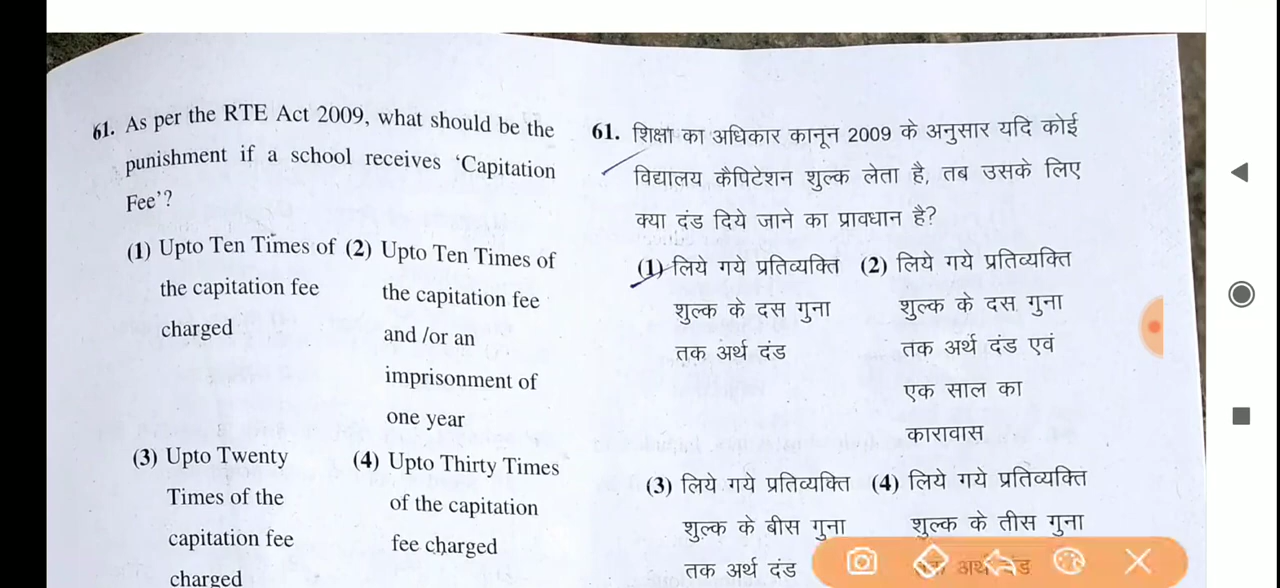 61. As per the RTE Act 2009, what should be the
punishment if a school receives 'Capitation
Fee'?
(1) Upto Ten Times of
the capitation fee
charged
(2) Upto Ten Times of
the capitation fee
and /or an
imprisonment of
one year
(3) Upto Twenty
Times of the
capitation fee
charged
(4) Upto Thirty Times
of the capitation
fee charged
61. शिक्षा का अधिकार कानून 2009 के अनुसार यदि कोई
विद्यालय कैपिटेशन शुल्क लेता है, तब उसके लिए
क्या दंड दिये जाने का प्रावधान है?
(1) लिये गये प्रतिव्यक्ति
शुल्क के दस गुना
तक अर्थ दंड
(2) लिये गये प्रतिव्यक्ति
शुल्क के दस गुना
तक अर्थ दंड एवं
एक साल का
कारावास
(3) लिये गये प्रतिव्यक्ति
शुल्क के बीस गुना
तक अर्थ दंड
(4) लिये गये प्रतिव्यक्ति
शुल्क के तीस गुना
अर्थ दंड